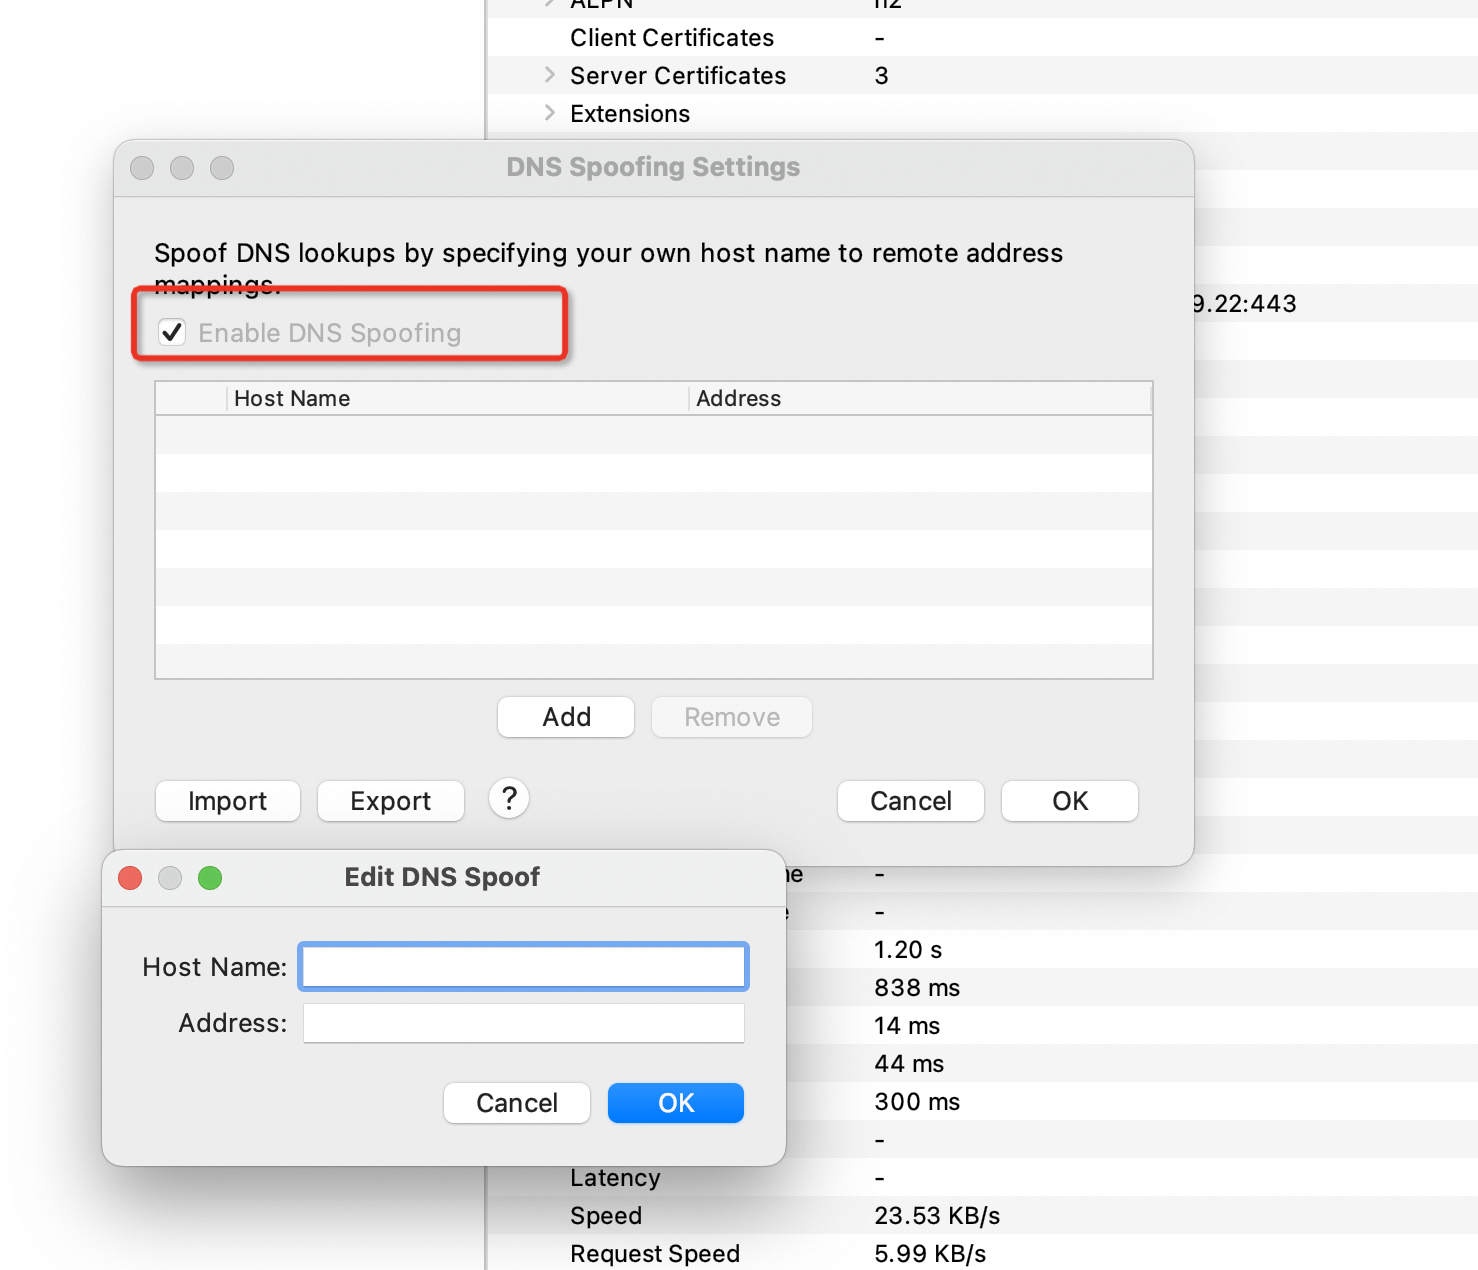 ALPN h2
Client Certificates -
Server Certificates 3
Extensions
DNS Spoofing Settings
Spoof DNS lookups by specifying your own host name to remote address
mappings.
9.22:443
Enable DNS Spoofing
Host Name Address
Add Remove
Import Export ? Cancel OK
Edit DNS Spoof
-
-
Host Name:
1.20 s
838 ms
Address:
14 ms
44 ms
Cancel OK
300 ms
-
Latency -
Speed 23.53 KB/s
Request Speed 5.99 KB/s